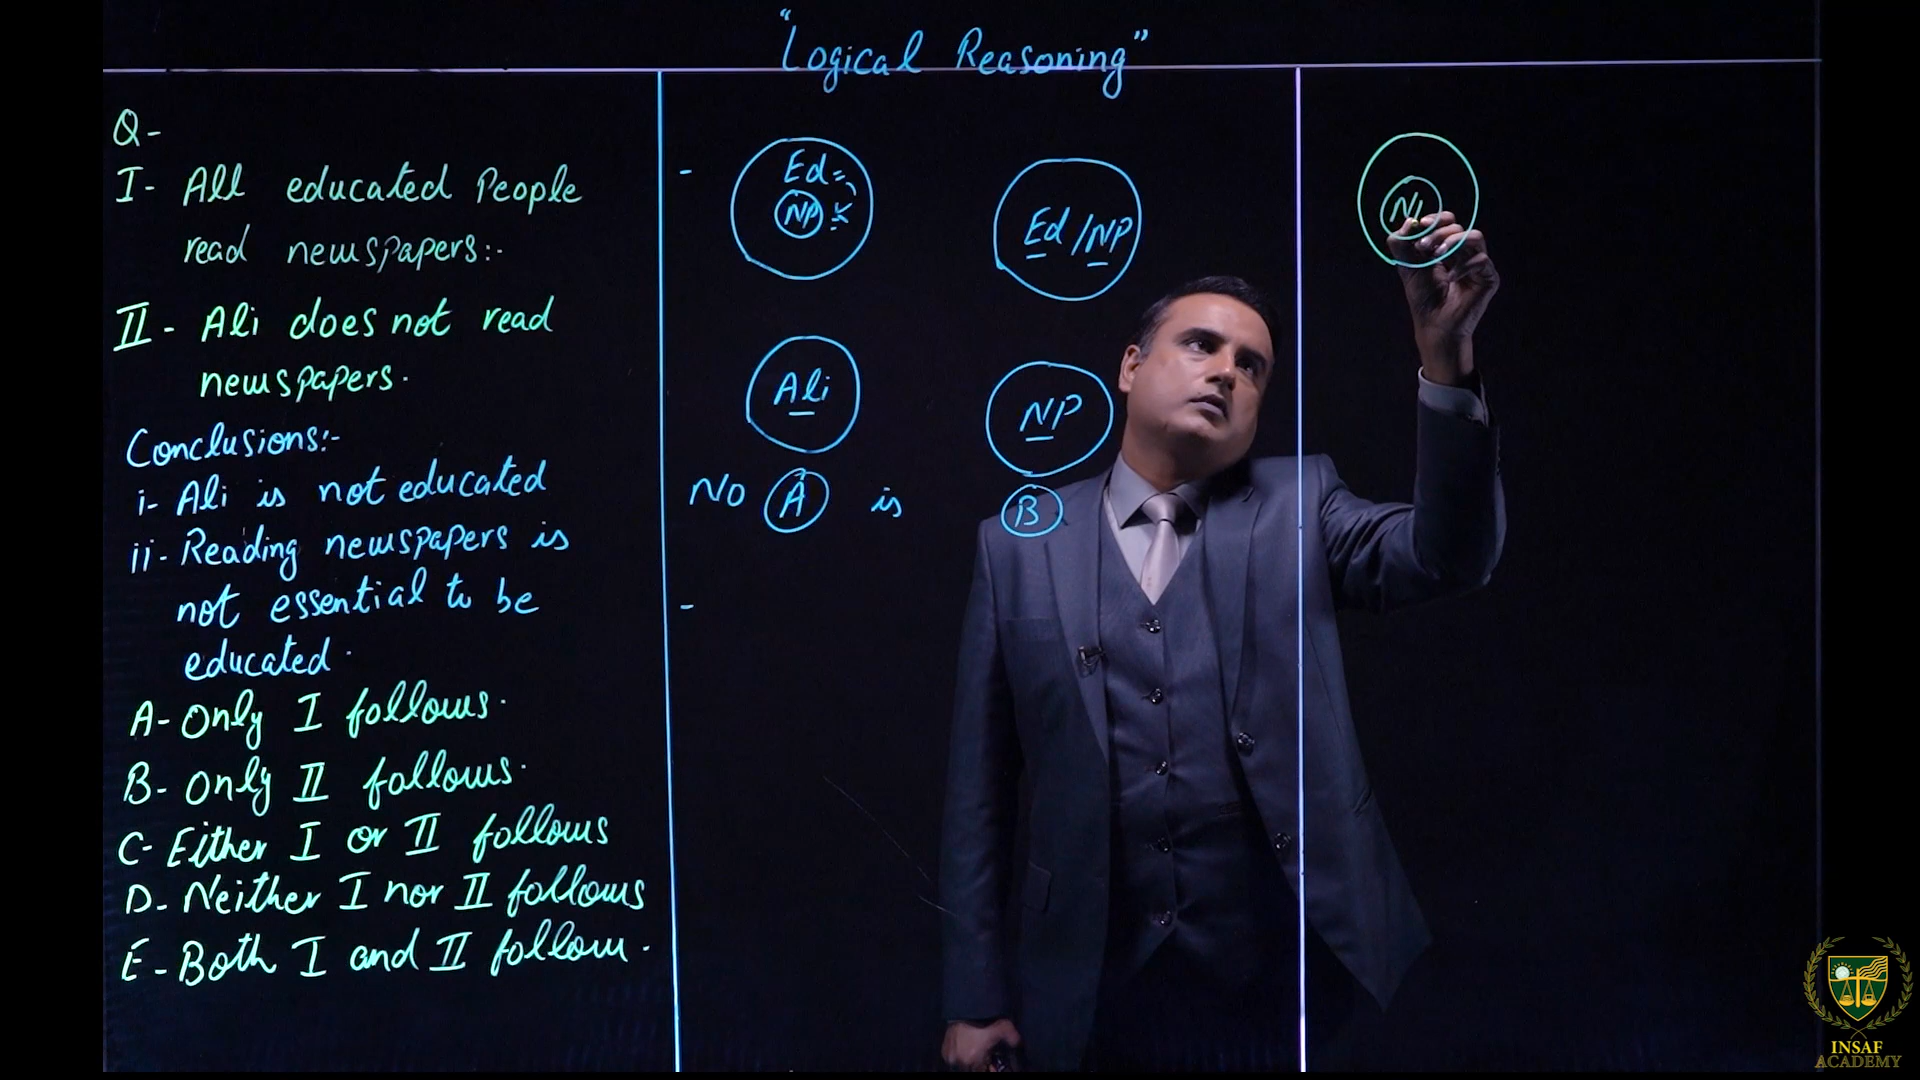 "Logical Reasoning"
Q-
I- All educated People
read newspapers:-
II- Ali does not read
newspapers.
Conclusions:-
i- Ali is not educated
ii- Reading newspapers is
not essential to be
educated.
A- Only I follows.
B- Only II follows.
C- Either I or II follows
D- Neither I nor II follows
E- Both I and II follow.
- Ed
NP
Ed/NP
Ali
NP
No A is B
-
INSAF
ACADEMY